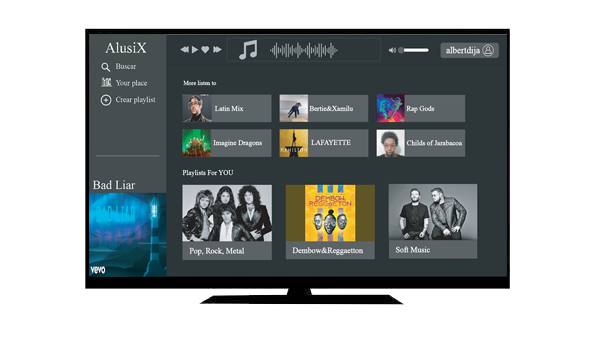 AlusiX
albertdija
Buscar
Your place
Crear playlist
More listen to
Latin Mix
Bertie&Xamilu
Rap Gods
Imagine Dragons
HAMILTON
LAFAYETTE
Childs of Jarabacoa
Playlists For YOU
Bad Liar
vevo
DEMBOW
REGGAETON
Pop, Rock, Metal
Dembow&Reggaetton
Soft Music